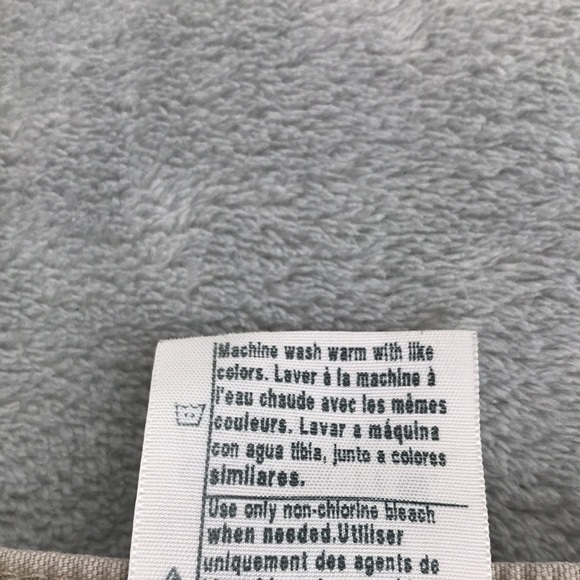 Machine wash warm with like
colors. Laver à la machine à
l'eau chaude avec les mêmes
couleurs. Lavar a máquina
con agua tibia, junto a colores
similares.
Use only non-chlorine bleach
when needed.Utiliser
uniquement des agents de